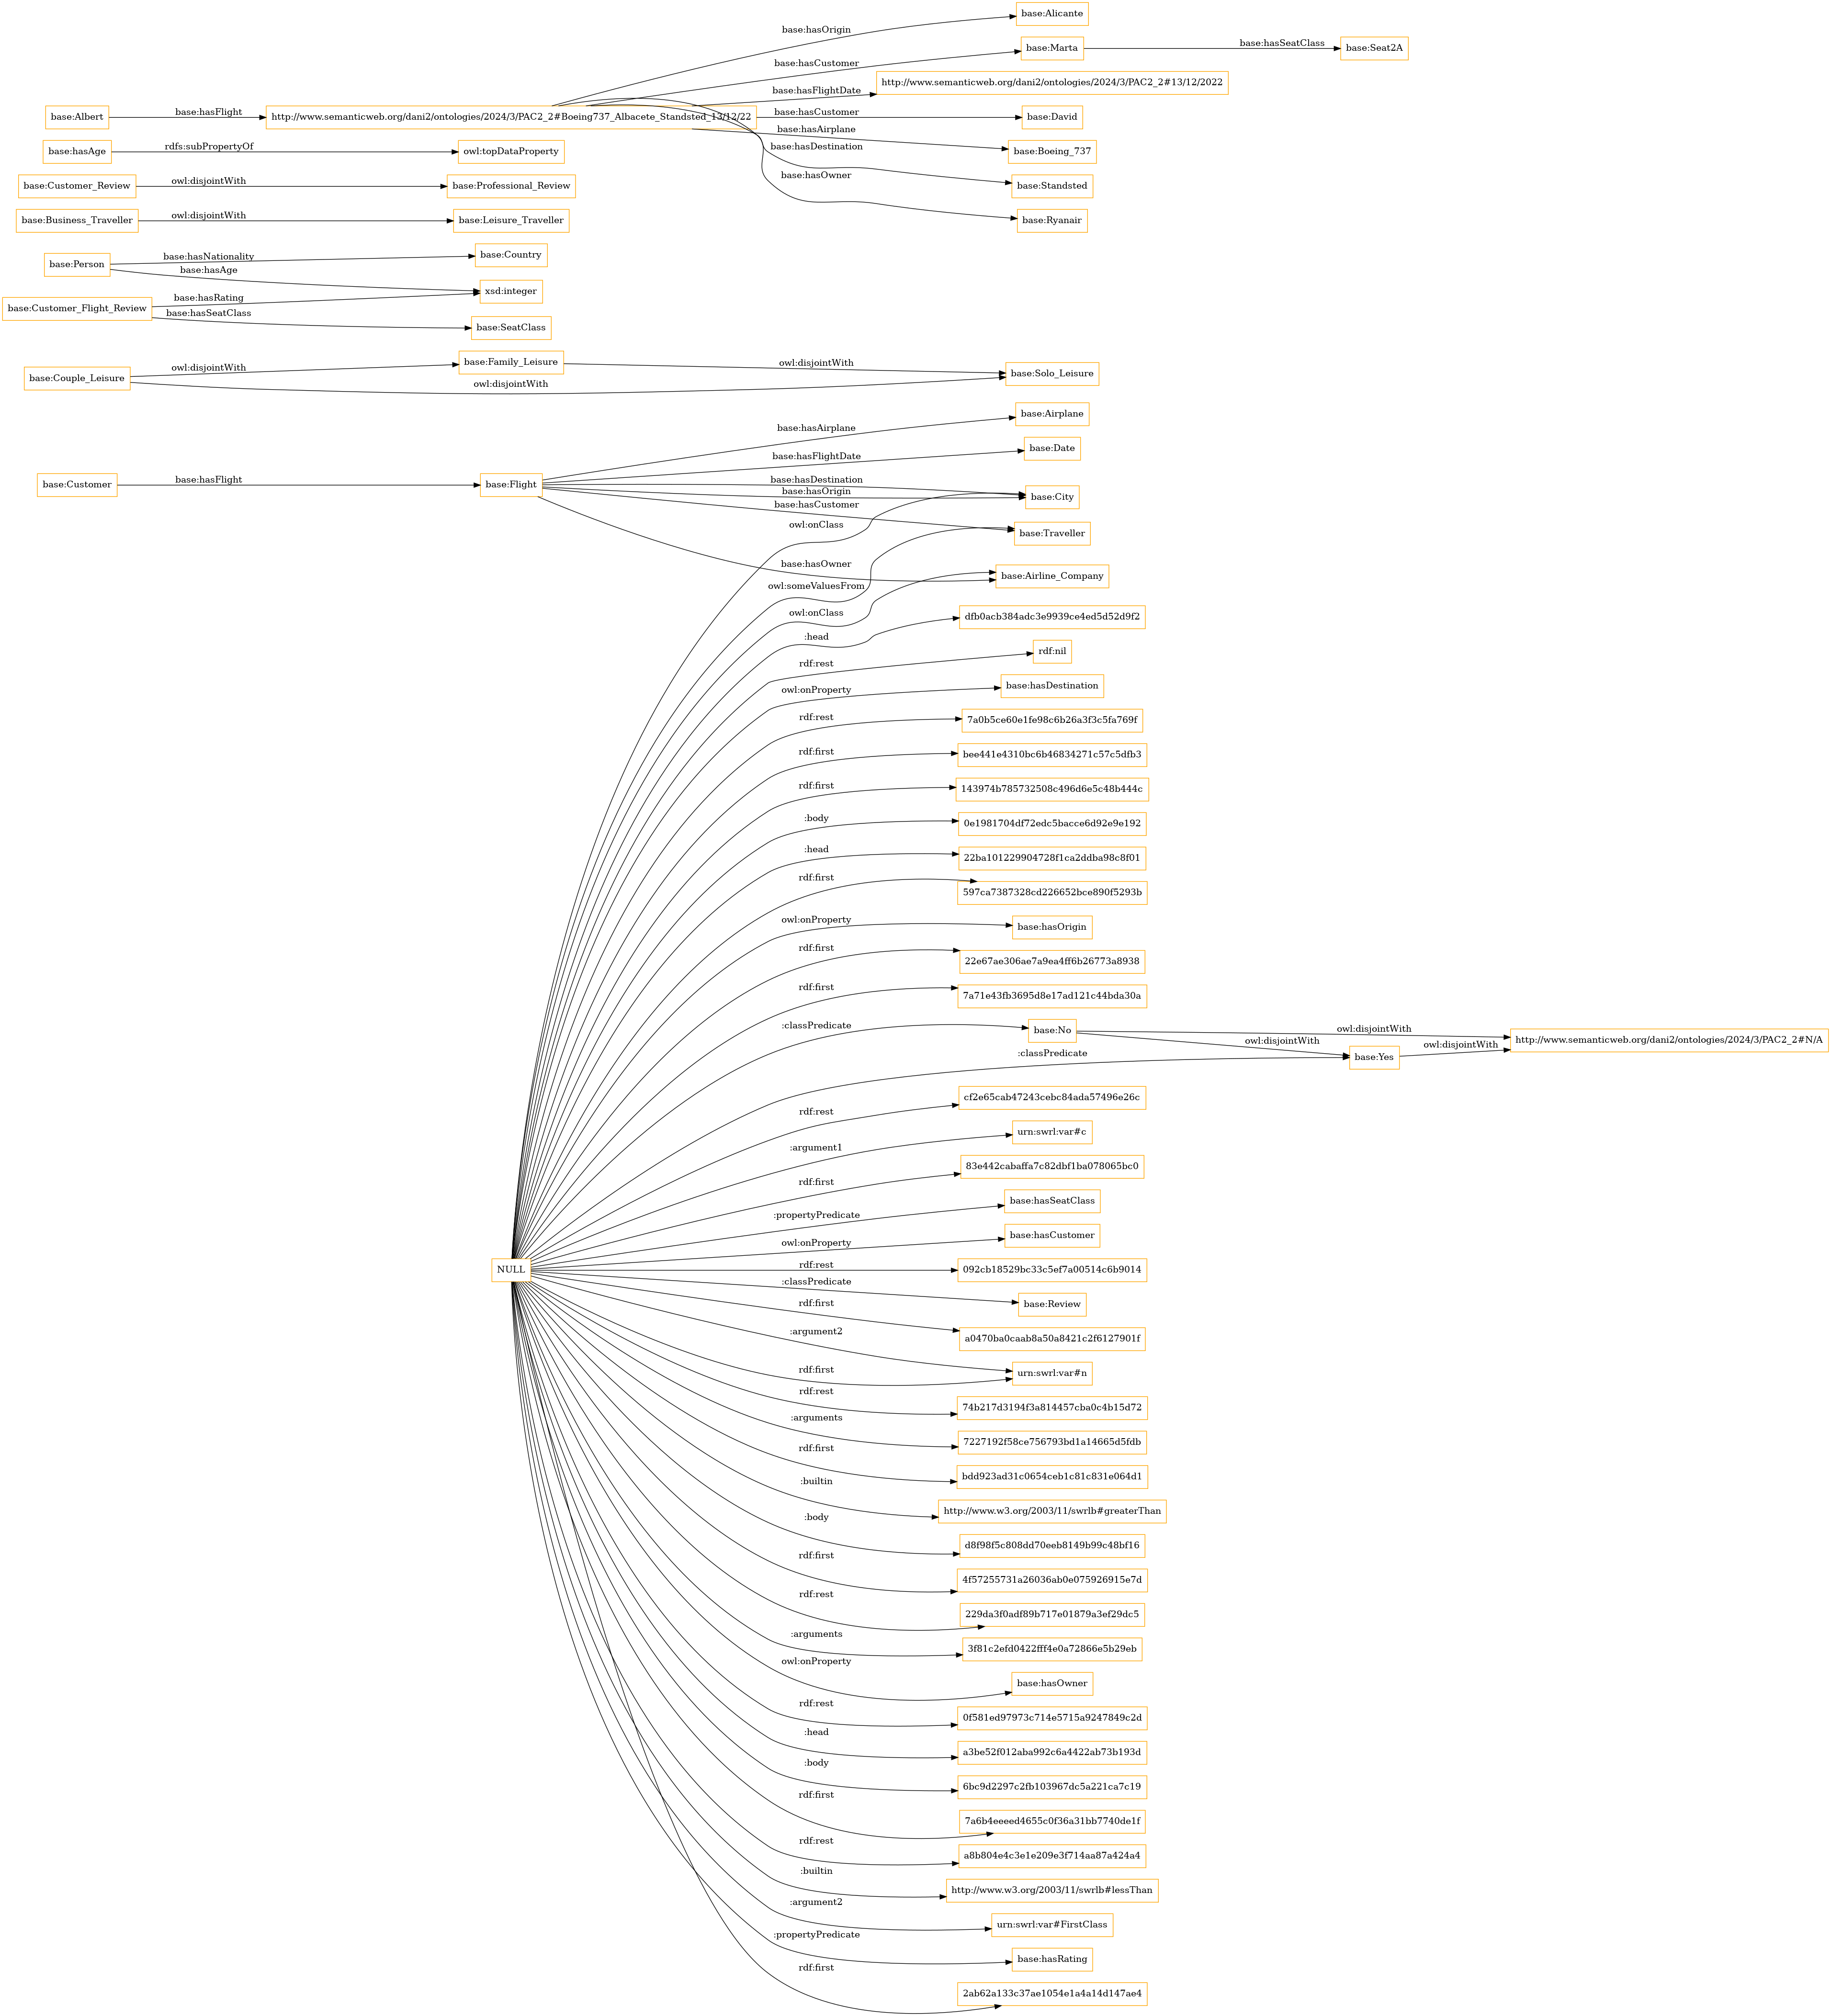 base:Alicante
base:hasOrigin
base:Marta
base:hasSeatClass
base:Seat2A
base:hasCustomer
http://www.semanticweb.org/dani2/ontologies/2024/3/PAC2_2#13/12/2022
base:hasFlightDate
base:Albert
base:hasFlight
http://www.semanticweb.org/dani2/ontologies/2024/3/PAC2_2#Boeing737_Albacete_Standsted_13/12/22
base:hasCustomer
base:David
base:hasAirplane
base:Boeing_737
base:hasAge
rdfs:subPropertyOf
owl:topDataProperty
base:hasDestination
base:Standsted
base:Customer_Review
owl:disjointWith
base:Professional_Review
base:hasOwner
base:Ryanair
base:Business_Traveller
owl:disjointWith
base:Leisure_Traveller
base:Person
base:hasNationality
base:Country
base:hasAge
xsd:integer
base:Customer_Flight_Review
base:hasRating
base:hasSeatClass
base:SeatClass
base:Couple_Leisure
owl:disjointWith
base:Family_Leisure
owl:disjointWith
base:Solo_Leisure
owl:disjointWith
base:Airplane
base:hasAirplane
base:Date
base:hasFlightDate
base:Customer
base:hasFlight
base:Flight
base:hasDestination
base:hasOrigin
base:City
base:hasCustomer
owl:onClass
base:Traveller
base:hasOwner
base:Airline_Company
owl:someValuesFrom
owl:onClass
dfb0acb384adc3e9939ce4ed5d52d9f2
:head
rdf:nil
rdf:rest
base:hasDestination
owl:onProperty
7a0b5ce60e1fe98c6b26a3f3c5fa769f
rdf:rest
bee441e4310bc6b46834271c57c5dfb3
rdf:first
143974b785732508c496d6e5c48b444c
rdf:first
0e1981704df72edc5bacce6d92e9e192
:body
22ba101229904728f1ca2ddba98c8f01
:head
597ca7387328cd226652bce890f5293b
rdf:first
base:hasOrigin
owl:onProperty
22e67ae306ae7a9ea4ff6b26773a8938
rdf:first
7a71e43fb3695d8e17ad121c44bda30a
rdf:first
base:No
:classPredicate
owl:disjointWith
owl:disjointWith
http://www.semanticweb.org/dani2/ontologies/2024/3/PAC2_2#N/A
:classPredicate
base:Yes
owl:disjointWith
cf2e65cab47243cebc84ada57496e26c
rdf:rest
urn:swrl:var#c
:argument1
83e442cabaffa7c82dbf1ba078065bc0
rdf:first
base:hasSeatClass
:propertyPredicate
base:hasCustomer
owl:onProperty
NULL
rdf:rest
092cb18529bc33c5ef7a00514c6b9014
:classPredicate
base:Review
rdf:first
a0470ba0caab8a50a8421c2f6127901f
:argument2
rdf:first
urn:swrl:var#n
rdf:rest
74b217d3194f3a814457cba0c4b15d72
:arguments
7227192f58ce756793bd1a14665d5fdb
rdf:first
bdd923ad31c0654ceb1c81c831e064d1
:builtin
http://www.w3.org/2003/11/swrlb#greaterThan
:body
d8f98f5c808dd70eeb8149b99c48bf16
rdf:first
4f57255731a26036ab0e075926915e7d
rdf:rest
229da3f0adf89b717e01879a3ef29dc5
:arguments
3f81c2efd0422fff4e0a72866e5b29eb
owl:onProperty
base:hasOwner
rdf:rest
0f581ed97973c714e5715a9247849c2d
:head
a3be52f012aba992c6a4422ab73b193d
:body
6bc9d2297c2fb103967dc5a221ca7c19
rdf:first
7a6b4eeeed4655c0f36a31bb7740de1f
rdf:rest
a8b804e4c3e1e209e3f714aa87a424a4
:builtin
http://www.w3.org/2003/11/swrlb#lessThan
:argument2
urn:swrl:var#FirstClass
:propertyPredicate
base:hasRating
rdf:first
2ab62a133c37ae1054e1a4a14d147ae4